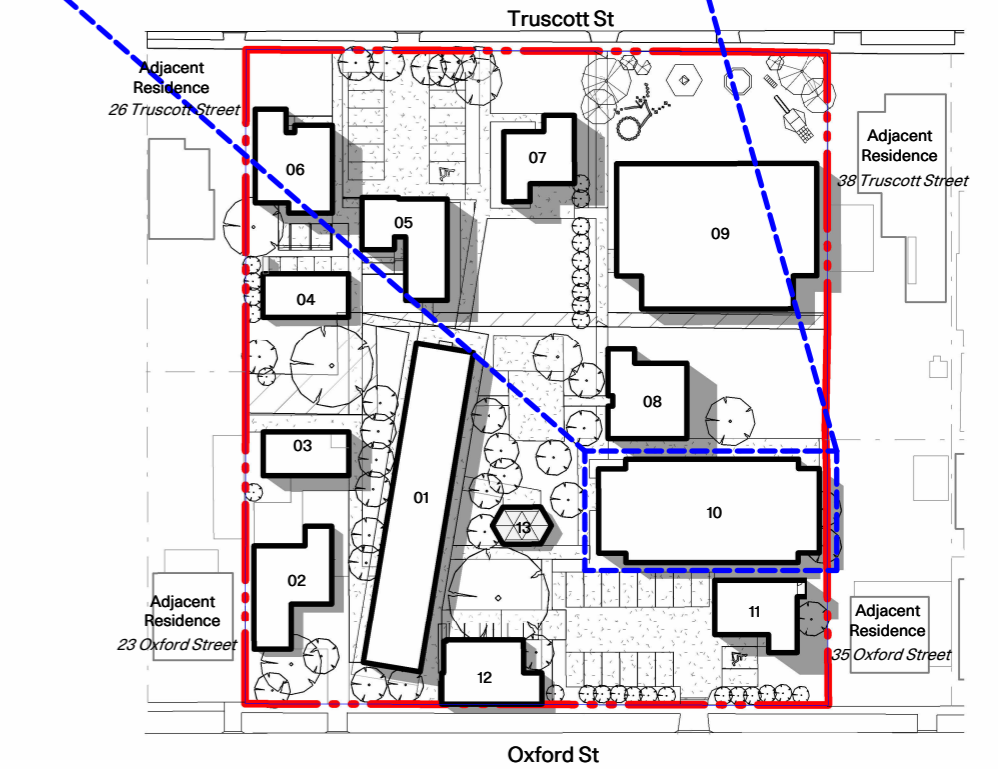 Truscott St
Adjacent
Residence
26 Truscott Street
Adjacent
Residence
38 Truscott Street
06
07
05
09
04
08
03
01
10
13
02
11
12
Adjacent
Residence
23 Oxford Street
Adjacent
Residence
35 Oxford Street
Oxford St